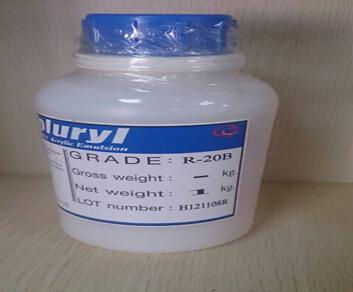 oluryl
Acrylic Emulsion
GRADE: R-20B
Gross weight : - kg.
Net weight : 1 kg.
LOT number : H121108R